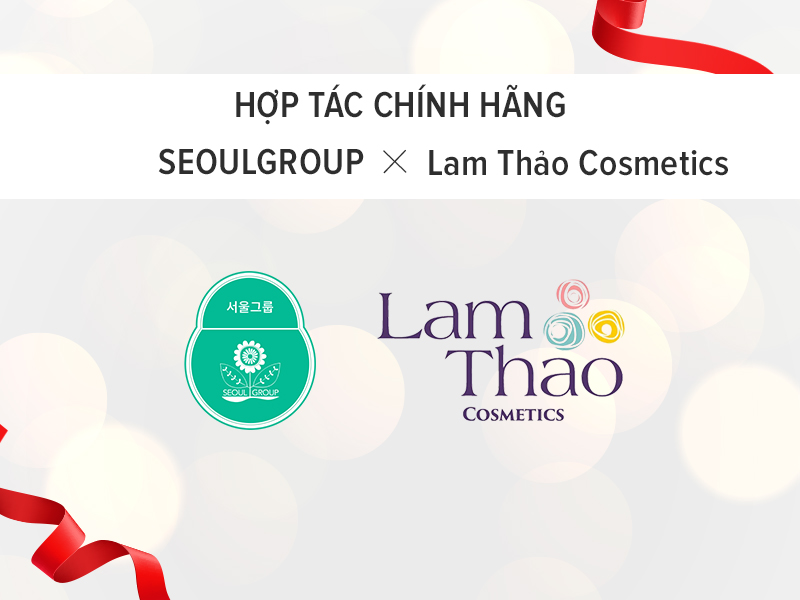 HỢP TÁC CHÍNH HÃNG
SEOULGROUP × Lam Thảo Cosmetics
서울그룹
SEOUL GROUP
Lam
Thao
COSMETICS